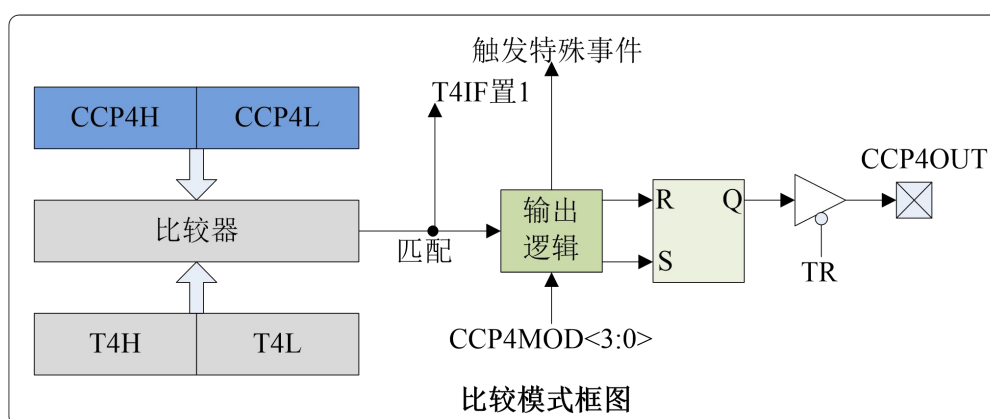 触发特殊事件
T4IF置1
CCP4H
CCP4L
CCP4OUT
比较器
匹配
输出
逻辑
R
Q
S
TR
T4H
T4L
CCP4MOD<3:0>
比较模式框图